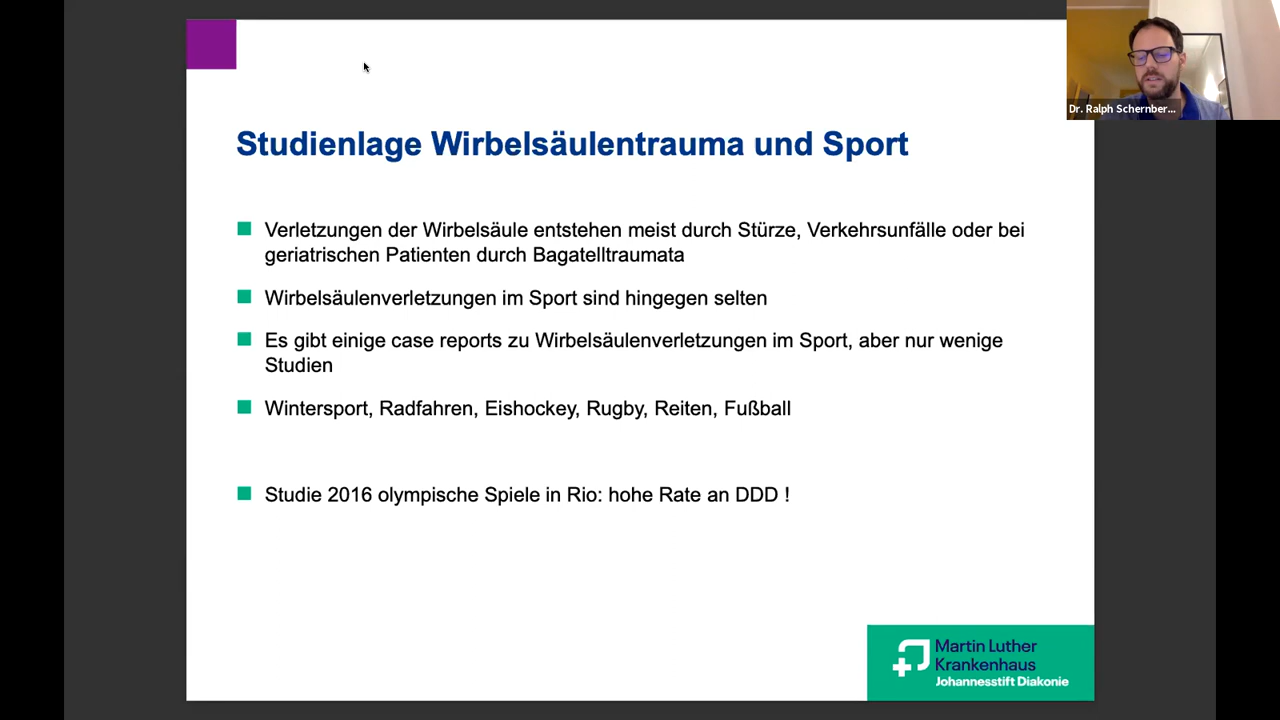 Dr. Ralph Schernber...
Studienlage Wirbelsäulentrauma und Sport
Verletzungen der Wirbelsäule entstehen meist durch Stürze, Verkehrsunfälle oder bei
geriatrischen Patienten durch Bagatelltraumata
Wirbelsäulenverletzungen im Sport sind hingegen selten
Es gibt einige case reports zu Wirbelsäulenverletzungen im Sport, aber nur wenige
Studien
Wintersport, Radfahren, Eishockey, Rugby, Reiten, Fußball
Studie 2016 olympische Spiele in Rio: hohe Rate an DDD !
Martin Luther
Krankenhaus
Johannesstift Diakonie